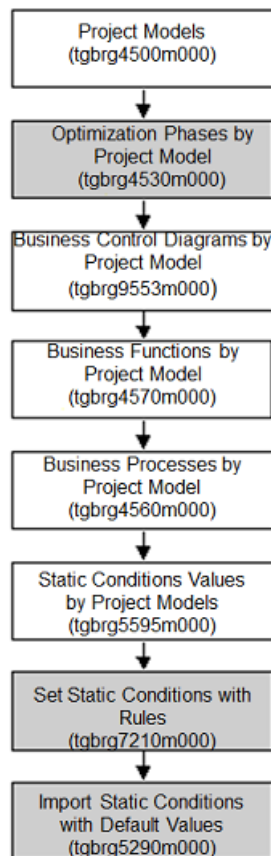 Project Models
(tgbrg4500m000)
Optimization Phases by
Project Model
(tgbrg4530m000)
Business Control Diagrams by
Project Model
(tgbrg9553m000)
Business Functions by
Project Model
(tgbrg4570m000)
Business Processes by
Project Model
(tgbrg4560m000)
Static Conditions Values
by Project Models
(tgbrg5595m000)
Set Static Conditions with
Rules
(tgbrg7210m000)
Import Static Conditions
with Default Values
(tgbrg5290m000)